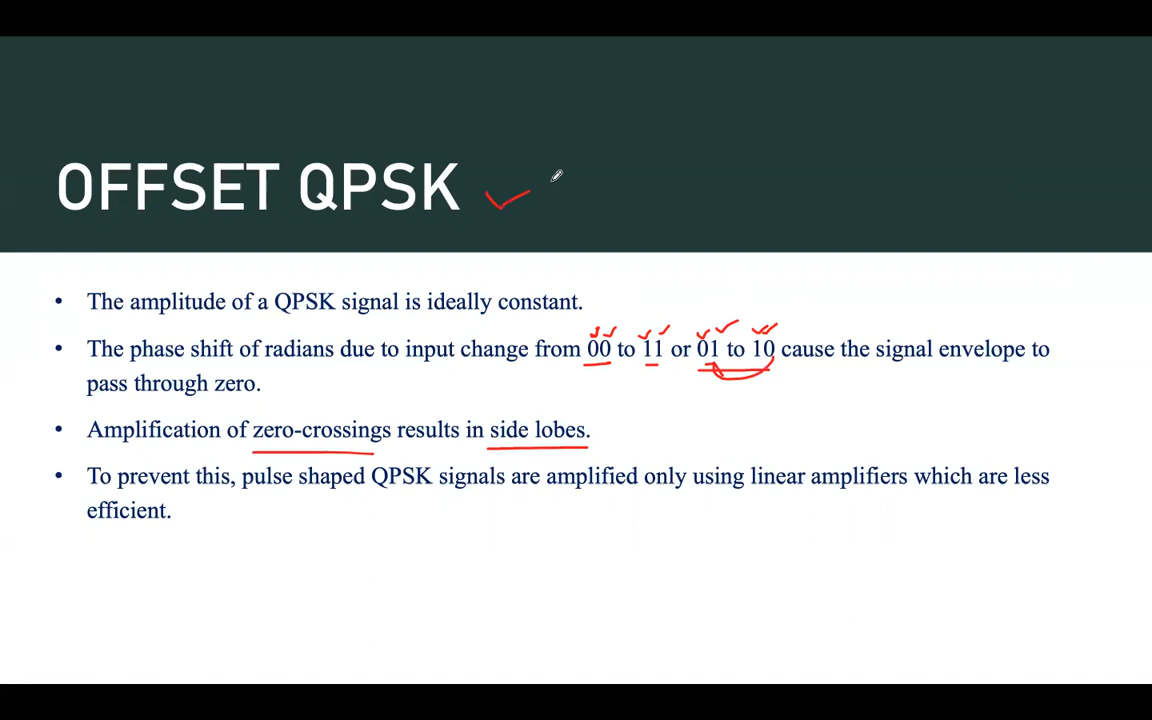 OFFSET QPSK
• The amplitude of a QPSK signal is ideally constant.
• The phase shift of radians due to input change from 00 to 11 or 01 to 10 cause the signal envelope to
pass through zero.
• Amplification of zero-crossings results in side lobes.
• To prevent this, pulse shaped QPSK signals are amplified only using linear amplifiers which are less
efficient.